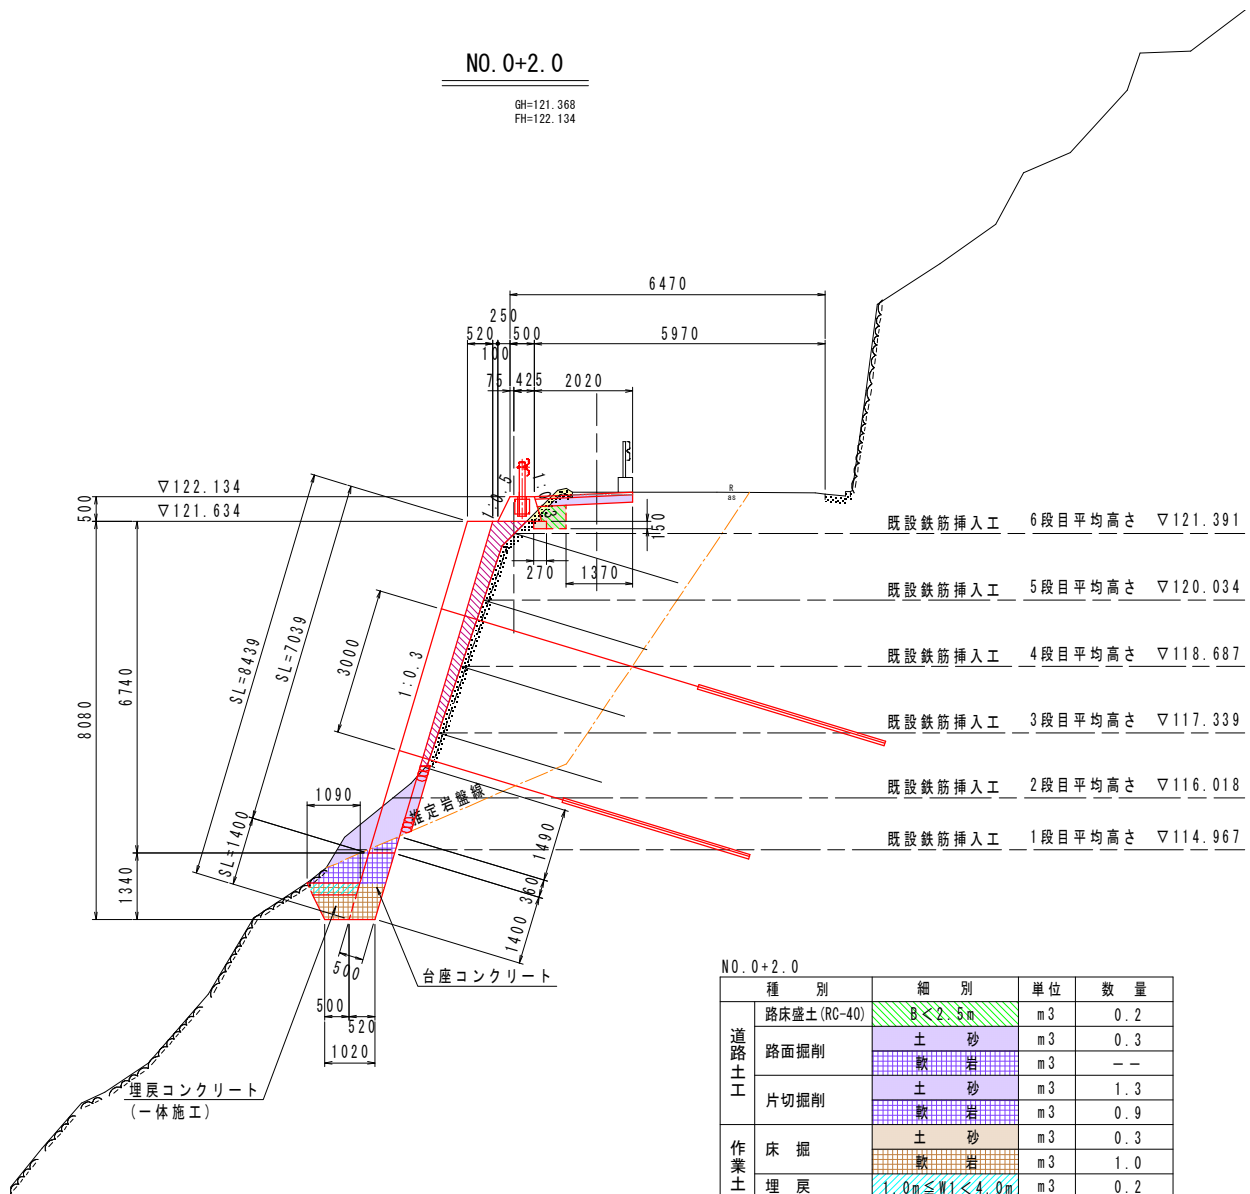 NO.0+2.0
GH=121.368
FH=122.134
6470
250
520
500
5970
100
75
425
2020
1:0.5
▽122.134
▽121.634
500
R
as
150
270
1370
既設鉄筋挿入工 6段目平均高さ ▽121.391
既設鉄筋挿入工 5段目平均高さ ▽120.034
既設鉄筋挿入工 4段目平均高さ ▽118.687
既設鉄筋挿入工 3段目平均高さ ▽117.339
既設鉄筋挿入工 2段目平均高さ ▽116.018
既設鉄筋挿入工 1段目平均高さ ▽114.967
SL=8439
SL=7039
3000
1:0.3
6740
8080
推定岩盤線
1090
SL=1400
1490
360
1400
1340
500
台座コンクリート
500
520
1020
埋戻コンクリート
(一体施工)
NO.0+2.0
種別 細別 単位 数量
道路土工
路床盛土(RC-40) B<2.5m m3 0.2
路面掘削 土砂 m3 0.3
軟岩 m3 --
片切掘削 土砂 m3 1.3
軟岩 m3 0.9
作業土
床掘 土砂 m3 0.3
軟岩 m3 1.0
埋戻 1.0m≦W1<4.0m m3 0.2